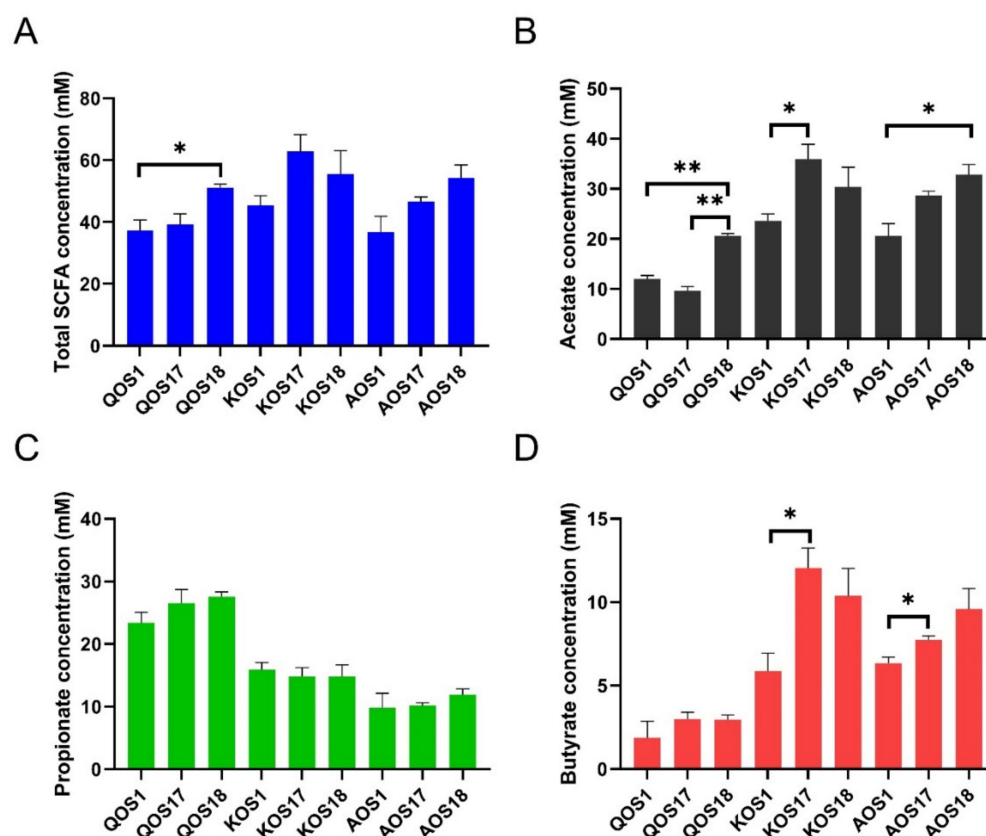 A
Total SCFA concentration (mM)
80
60
40
20
0
*
QOS1
QOS17
QOS18
KOS1
KOS17
KOS18
AOS1
AOS17
AOS18
B
Acetate concentration (mM)
50
40
30
20
10
0
**
**
*
*
QOS1
QOS17
QOS18
KOS1
KOS17
KOS18
AOS1
AOS17
AOS18
C
Propionate concentration (mM)
40
30
20
10
0
QOS1
QOS17
QOS18
KOS1
KOS17
KOS18
AOS1
AOS17
AOS18
D
Butyrate concentration (mM)
15
10
5
0
*
*
QOS1
QOS17
QOS18
KOS1
KOS17
KOS18
AOS1
AOS17
AOS18